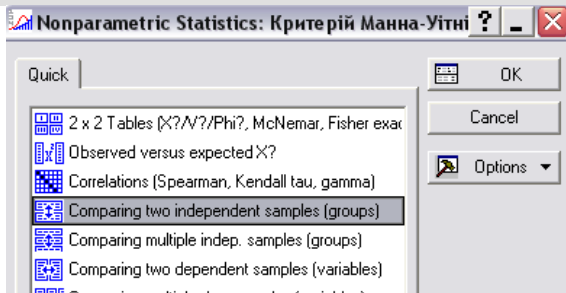 Nonparametric Statistics: Критерій Манна-Уітні
Quick
OK
2 x 2 Tables (X?/V?/Phi?, McNemar, Fisher exac
Cancel
Observed versus expected X?
Options
Correlations (Spearman, Kendall tau, gamma)
Comparing two independent samples (groups)
Comparing multiple indep. samples (groups)
Comparing two dependent samples (variables)